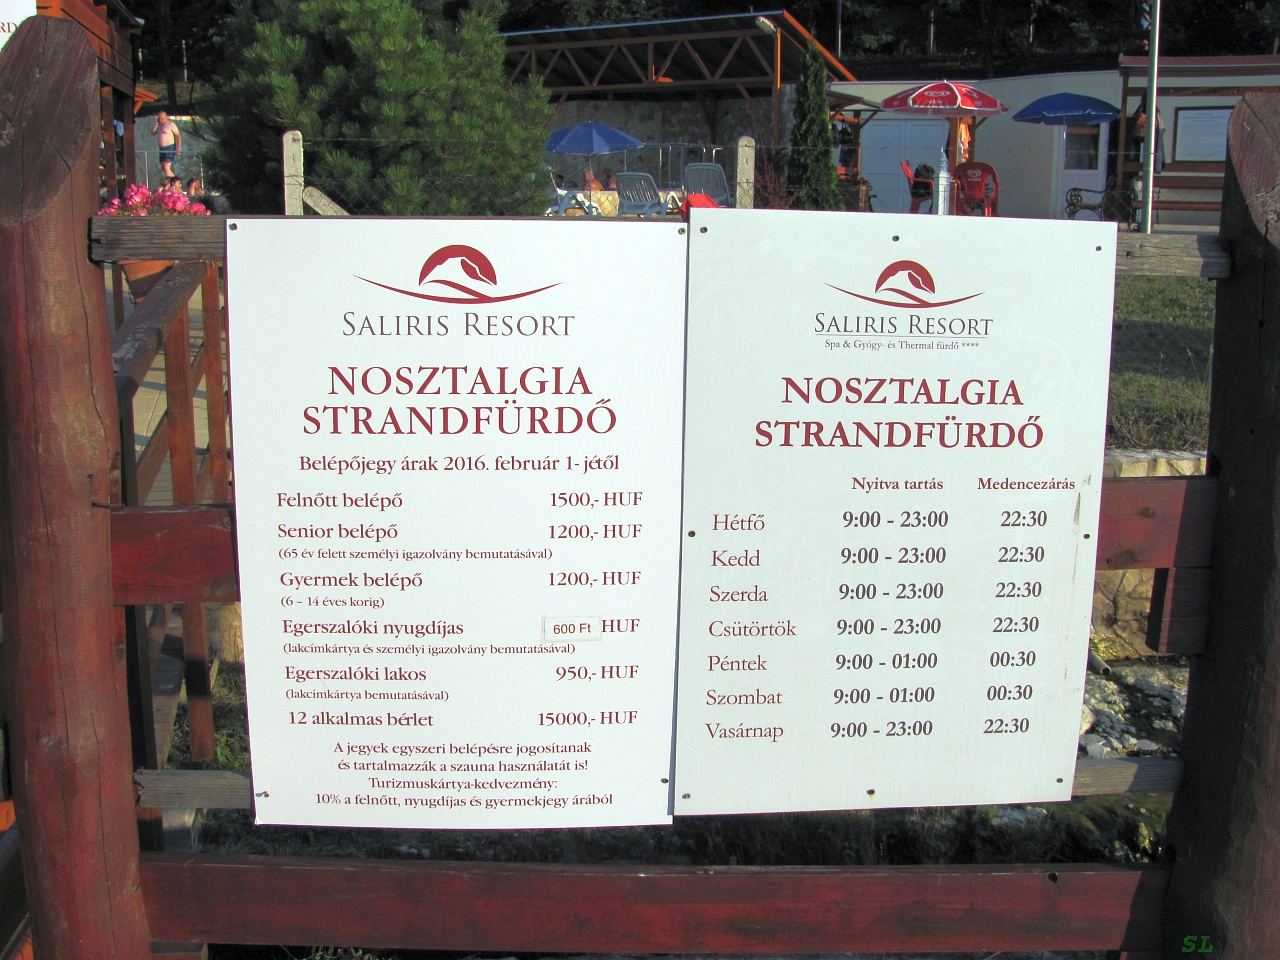 RD
SALIRIS RESORT
NOSZTALGIA
STRANDFÜRDŐ
Belépőjegy árak 2016. február 1- jétől
Felnőtt belépő 1500,- HUF
Senior belépő 1200,- HUF
(65 év felett személyi igazolvány bemutatásával)
Gyermek belépő 1200,- HUF
(6 – 14 éves korig)
Egerszalóki nyugdíjas 600 Ft HUF
(lakcímkártya és személyi igazolvány bemutatásával)
Egerszalóki lakos 950,- HUF
(lakcímkártya bemutatásával)
12 alkalmas bérlet 15000,- HUF
A jegyek egyszeri belépésre jogosítanak
és tartalmazzák a szauna használatát is!
Turizmuskártya-kedvezmény:
10% a felnőtt, nyugdíjas és gyermekjegy árából
SALIRIS RESORT
Spa & Gyógy- és Thermal fürdő ****
NOSZTALGIA
STRANDFÜRDŐ
Nyitva tartás Medencezárás
Hétfő 9:00 - 23:00 22:30
Kedd 9:00 - 23:00 22:30
Szerda 9:00 - 23:00 22:30
Csütörtök 9:00 - 23:00 22:30
Péntek 9:00 - 01:00 00:30
Szombat 9:00 - 01:00 00:30
Vasárnap 9:00 - 23:00 22:30
SL